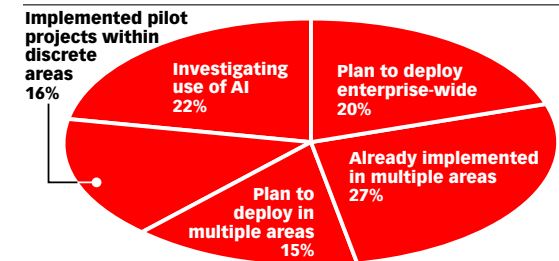 Implemented pilot
projects within
discrete
areas
16%
Investigating
use of AI
22%
Plan to deploy
enterprise-wide
20%
Already implemented
in multiple areas
27%
Plan to
deploy in
multiple areas
15%